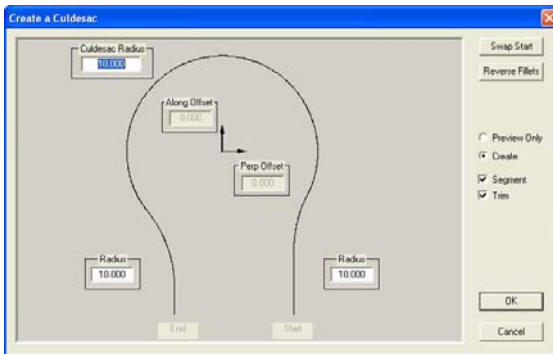 Create a Culdesac
Culdesac Radius
10.000
Swap Start
Reverse Fillets
Along Offset
0.000
Perp Offset
0.000
Preview Only
Create
Segment
Trim
Radius
10.000
Radius
10.000
End
Start
OK
Cancel